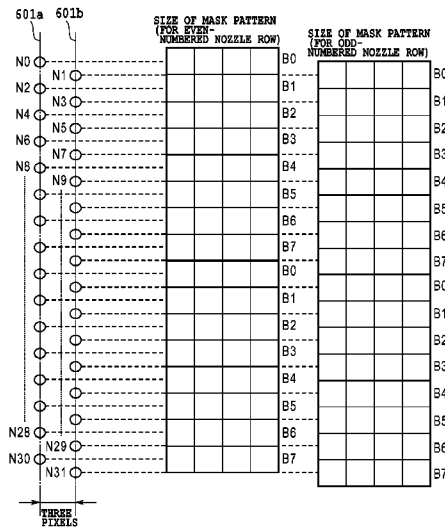 601a 601b
SIZE OF MASK PATTERN
(FOR EVEN-
NUMBERED NOZZLE ROW)
SIZE OF MASK PATTERN
(FOR ODD-
NUMBERED NOZZLE ROW)
N0 B0
N1 B0
N2 B1
N3 B1
N4 B2
N5 B2
N6 B3
N7 B3
N8 B4
N9 B4
B5
B5
B6
B6
B7
B7
B0
B0
B1
B1
B2
B2
B3
B3
B4
B4
B5
B5
N28 B6
N29 B6
N30 B7
N31 B7
THREE
PIXELS